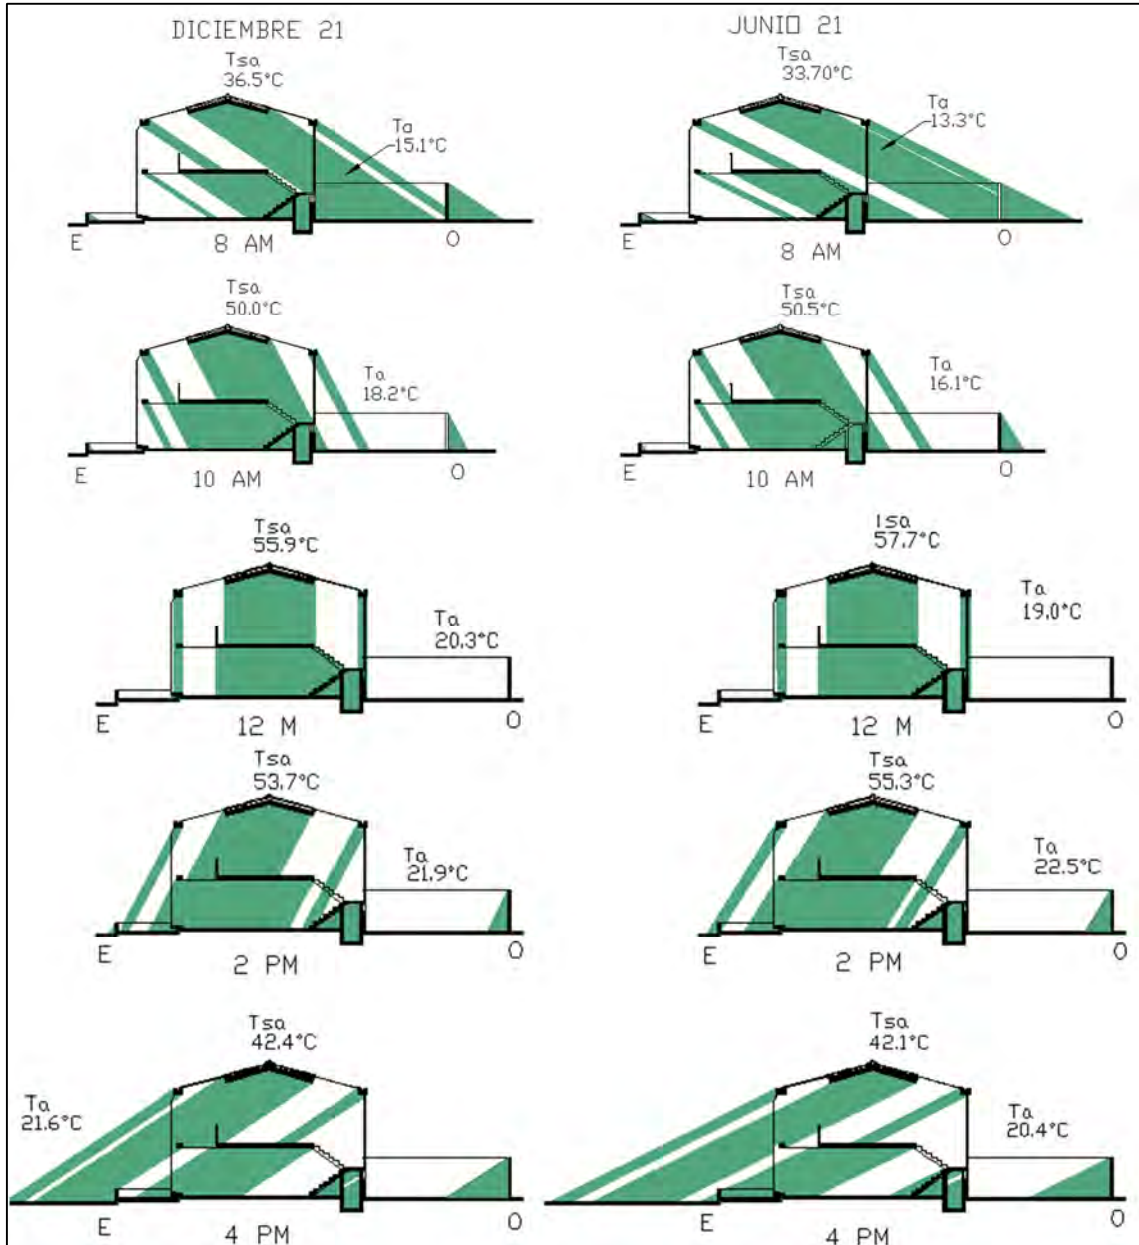 DICIEMBRE 21
JUNIO 21
Tsa
36.5°C
Ta
15.1°C
E
8 AM
O
Tsa
33.70°C
Ta
13.3°C
E
8 AM
O
Tsa
50.0°C
Ta
18.2°C
E
10 AM
O
Tsa
50.5°C
Ta
16.1°C
E
10 AM
O
Tsa
55.9°C
Ta
20.3°C
E
12 M
O
Tsa
57.7°C
Ta
19.0°C
E
12 M
O
Tsa
53.7°C
Ta
21.9°C
E
2 PM
O
Tsa
55.3°C
Ta
22.5°C
E
2 PM
O
Tsa
42.4°C
Ta
21.6°C
E
4 PM
O
Tsa
42.1°C
Ta
20.4°C
E
4 PM
O